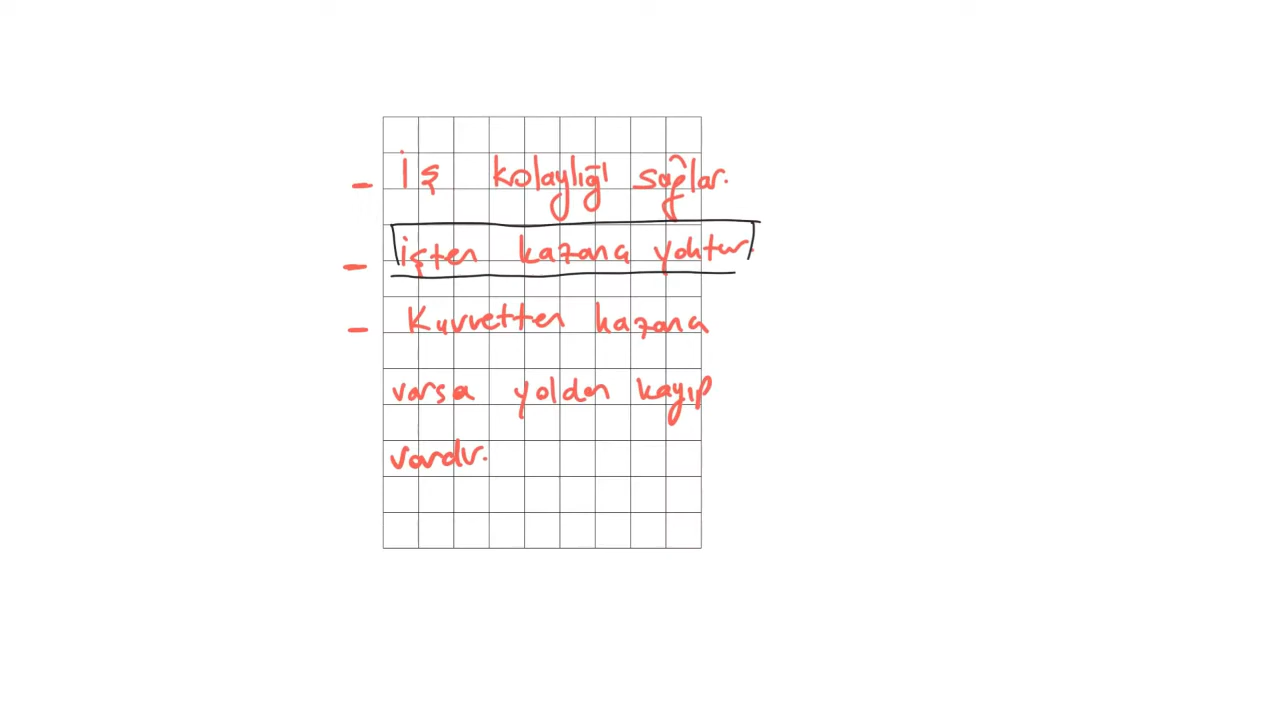 - İş kolaylığı sağlar.
- İşten kazanç yoktur.
- Kuvvetten kazanç
varsa yoldan kayıp
vardır.